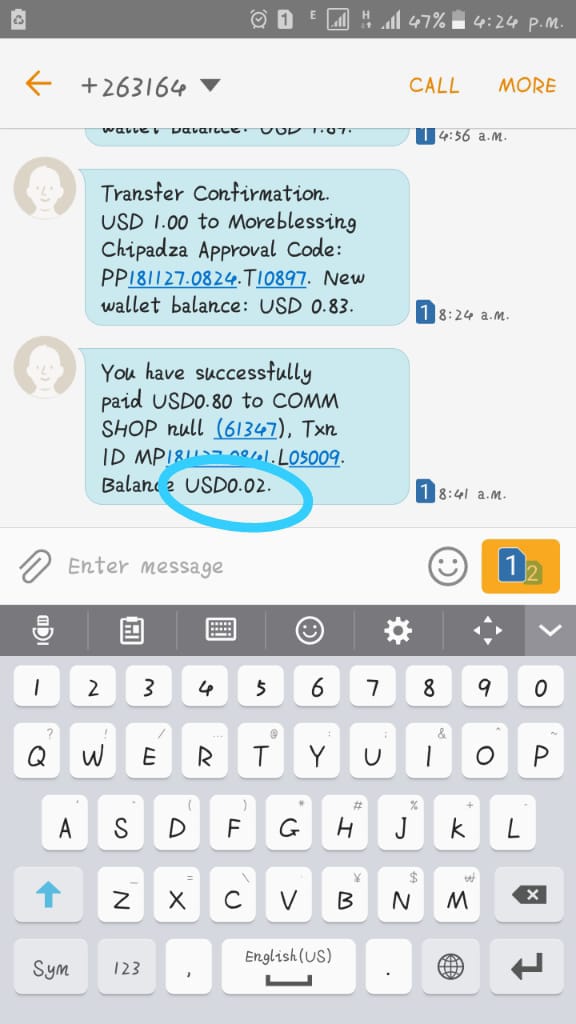 1 E H 47% 4:24 p.m.
+263164 CALL MORE
wallet balance: USD 1.84.
1 4:56 a.m.
Transfer Confirmation.
USD 1.00 to Moreblessing
Chipadza Approval Code:
PP181127.0824.T10897. New
wallet balance: USD 0.83.
1 8:24 a.m.
You have successfully
paid USD0.80 to COMM
SHOP null (61347), Txn
ID MP181127.0841.L05009.
Balance USD0.02.
1 8:41 a.m.
Enter message 1 2
1 2 3 4 5 6 7 8 9 0
? ! / ... @ : ; & ^ ~
Q W E R T Y U I O P
' " ( ) * # % + -
A S D F G H J K L
_ = \ ¥ $ ₩
Z X C V B N M
Sym 123 , English(US) .